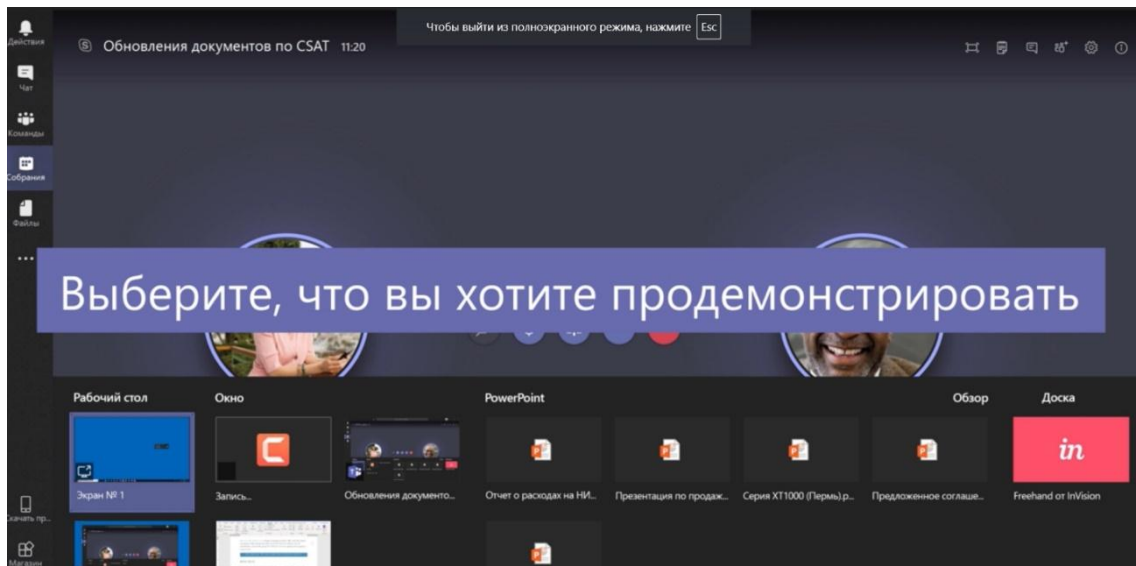 Чтобы выйти из полноэкранного режима, нажмите Esc
Действия
Обновления документов по CSAT 11:20
Чат
Команды
Собрания
Файлы
Выберите, что вы хотите продемонстрировать
Рабочий стол Окно PowerPoint Обзор Доска
in
Экран № 1 Запись... Обновления документо... Отчет о расходах на НИ... Презентация по продаж... Серия XT1000 (Пермь).p... Предложенное соглаше... Freehand от InVision
Скачать пр...
Магазин